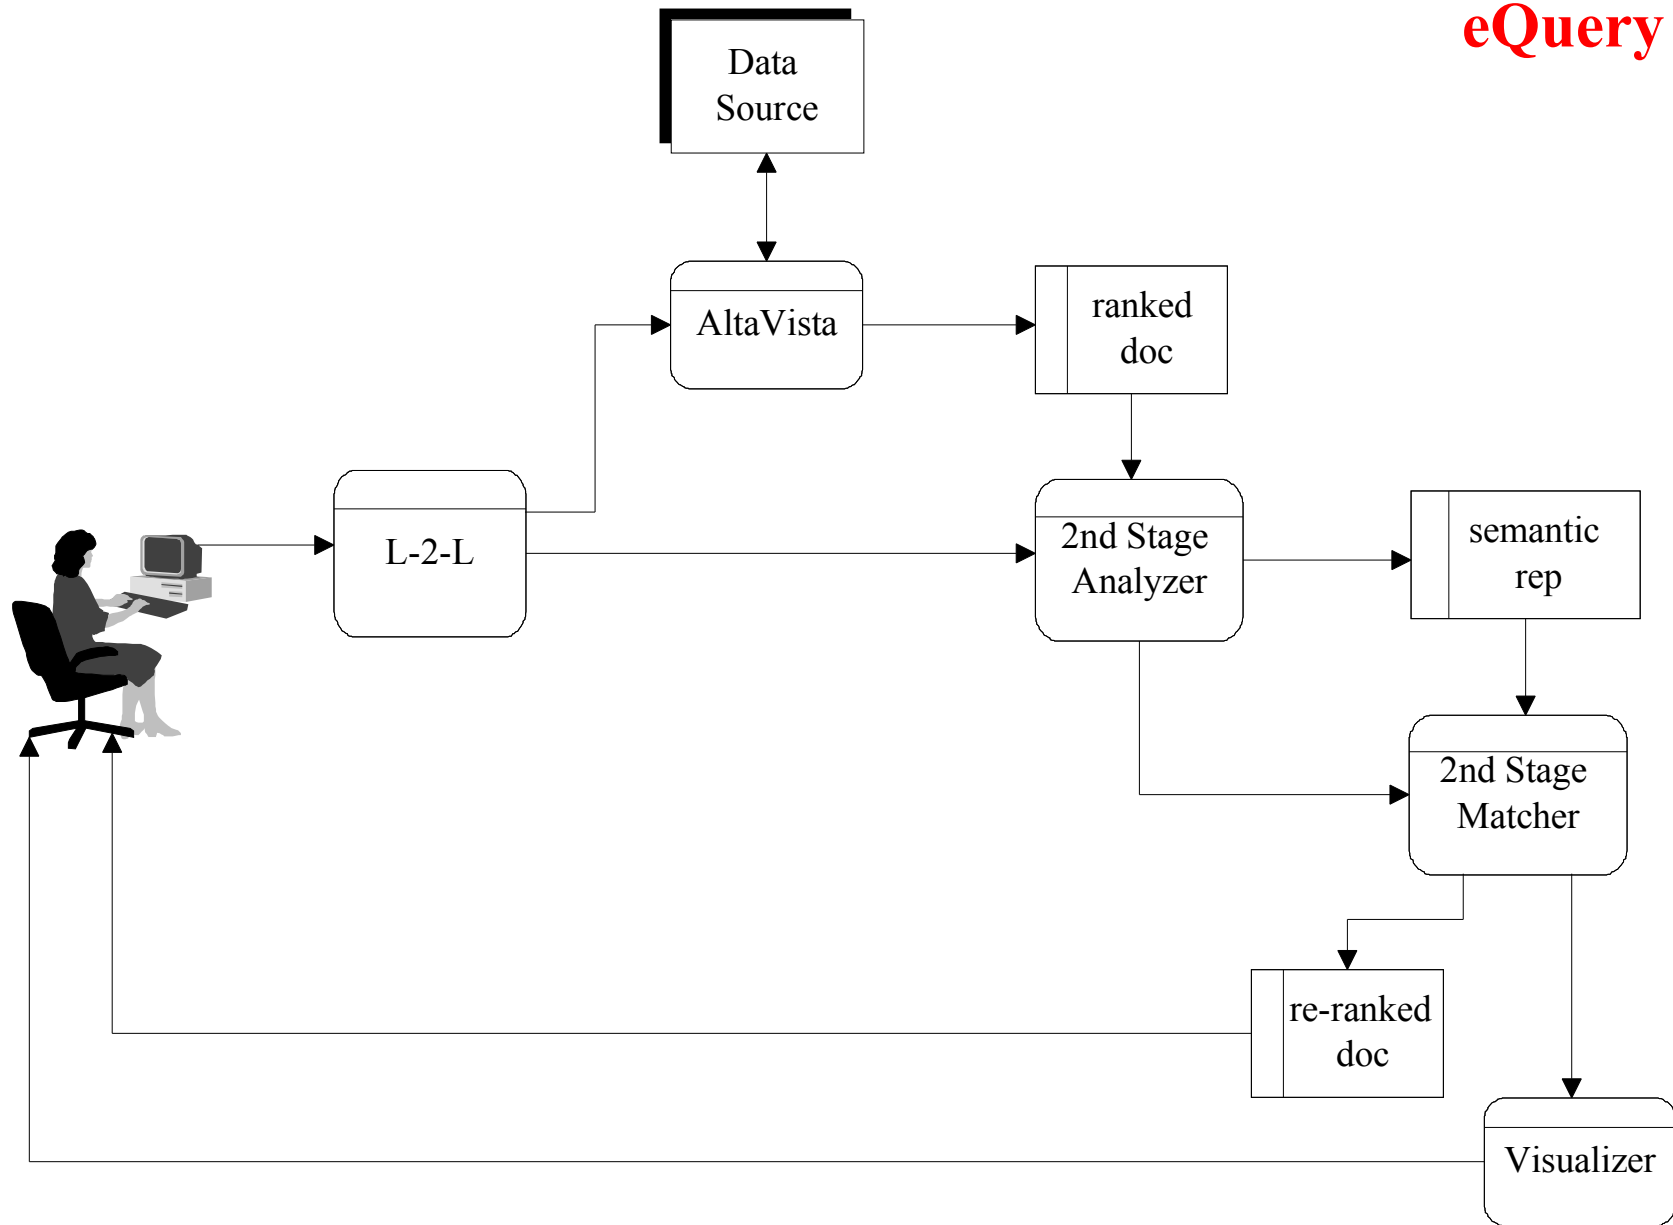 eQuery
Data
Source
AltaVista
ranked
doc
L-2-L
2nd Stage
Analyzer
semantic
rep
2nd Stage
Matcher
re-ranked
doc
Visualizer